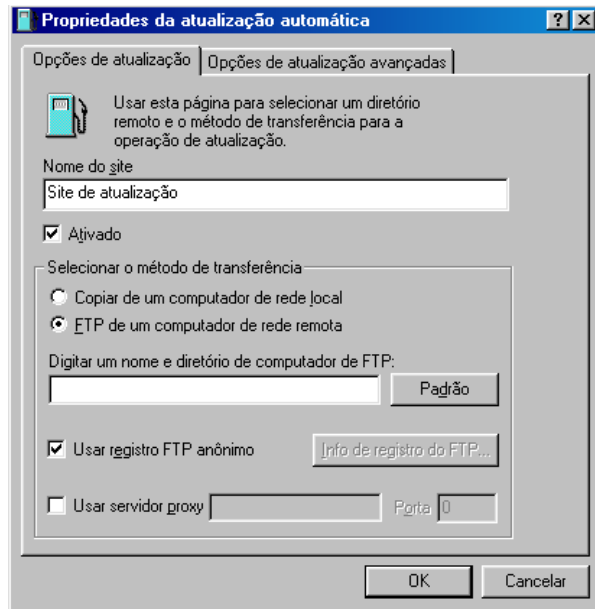 Propriedades da atualização automática
Opções de atualização
Opções de atualização avançadas
Usar esta página para selecionar um diretório
remoto e o método de transferência para a
operação de atualização.
Nome do site
Site de atualização
Ativado
Selecionar o método de transferência
Copiar de um computador de rede local
FTP de um computador de rede remota
Digitar um nome e diretório de computador de FTP:
Padrão
Usar registro FTP anônimo
Info de registro do FTP...
Usar servidor proxy
Porta 0
OK
Cancelar